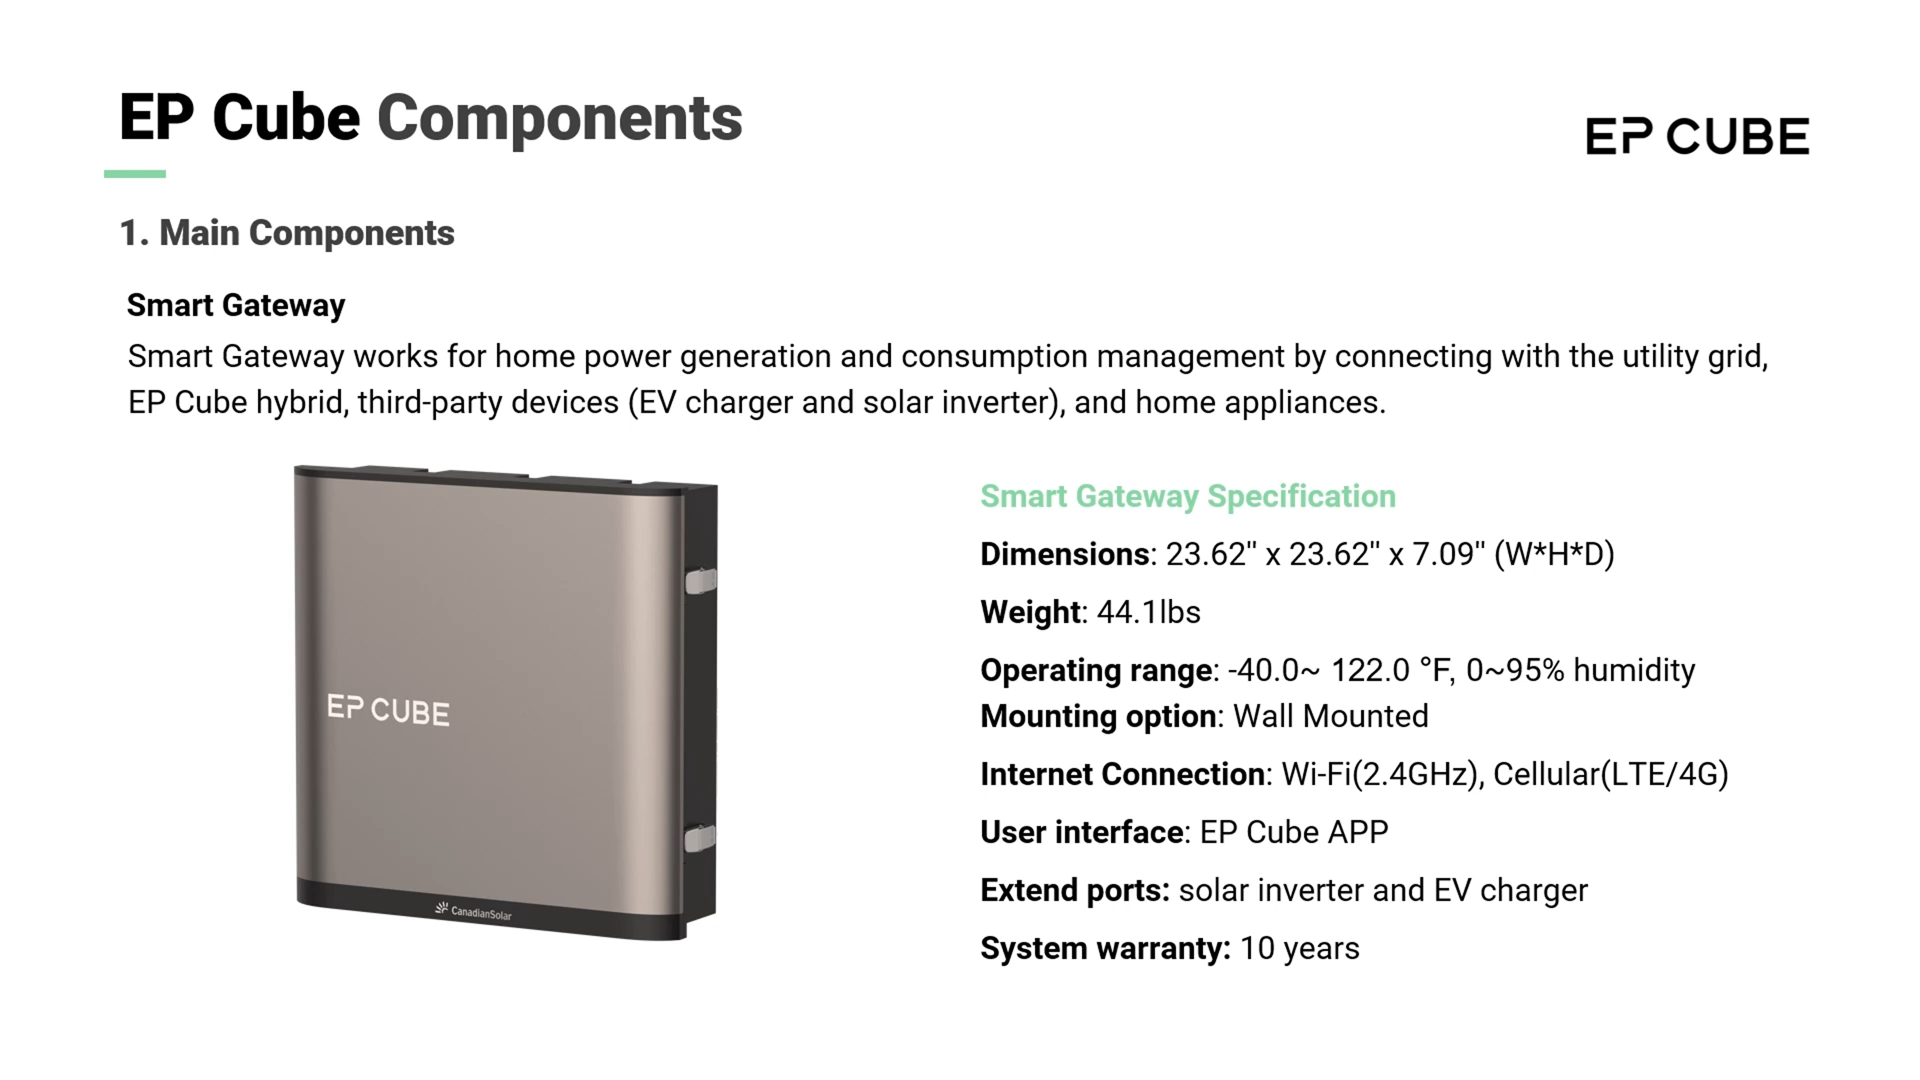 EP Cube Components
EP CUBE
1. Main Components
Smart Gateway
Smart Gateway works for home power generation and consumption management by connecting with the utility grid,
EP Cube hybrid, third-party devices (EV charger and solar inverter), and home appliances.
EP CUBE
CanadianSolar
Smart Gateway Specification
Dimensions: 23.62" x 23.62" x 7.09" (W*H*D)
Weight: 44.1lbs
Operating range: -40.0~ 122.0 °F, 0~95% humidity
Mounting option: Wall Mounted
Internet Connection: Wi-Fi(2.4GHz), Cellular(LTE/4G)
User interface: EP Cube APP
Extend ports: solar inverter and EV charger
System warranty: 10 years